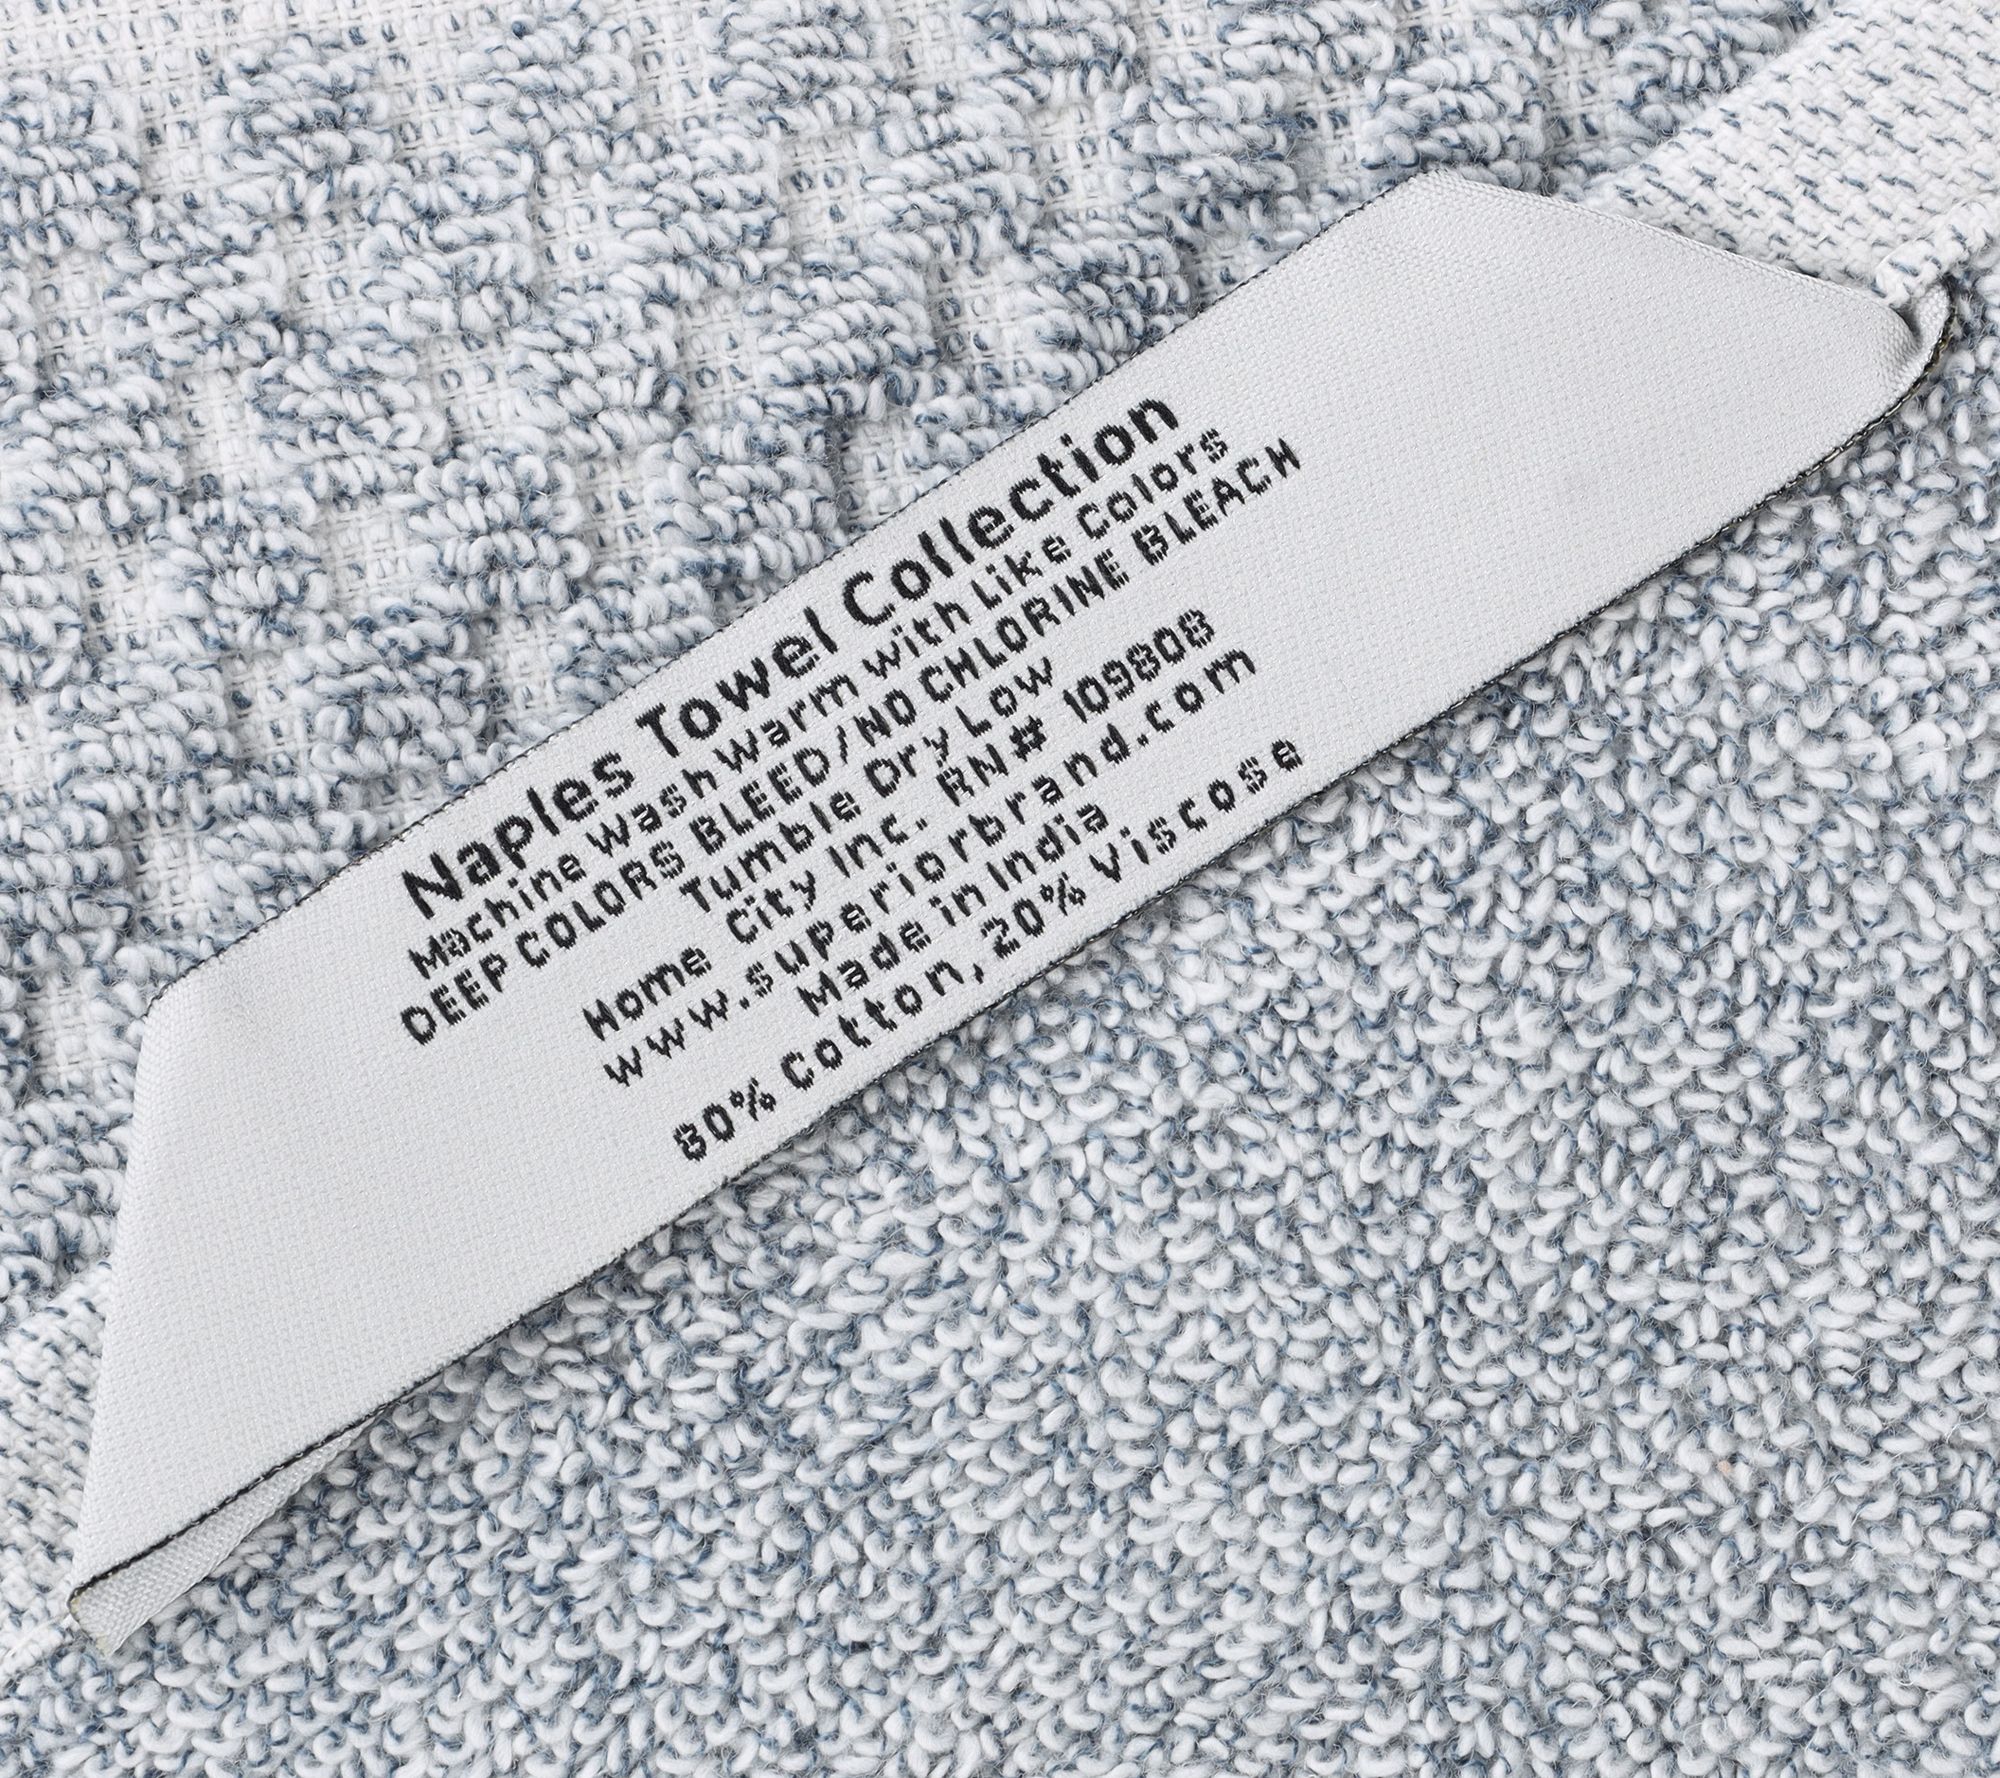 Naples Towel Collection
Machine Wash Warm with Like Colors
DEEP COLORS BLEED/NO CHLORINE BLEACH
Tumble Dry Low
Home City Inc. RN# 109808
www.superiorbrand.com
Made in India
80% Cotton, 20% Viscose